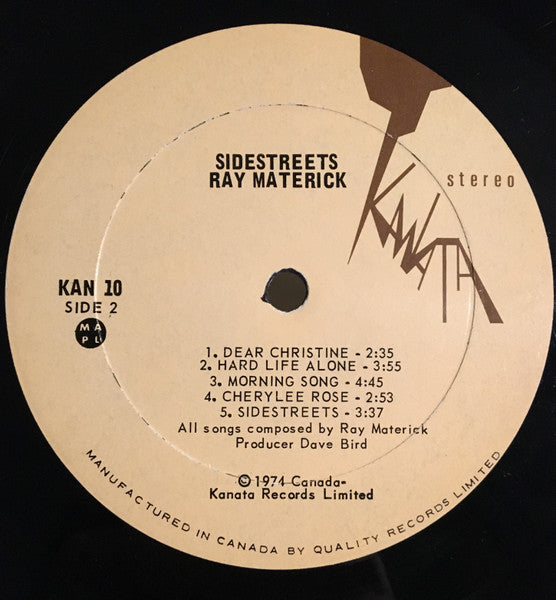 SIDESTREETS
RAY MATERICK
stereo
KANATA
KAN 10
SIDE 2
M A
P L
1. DEAR CHRISTINE - 2:35
2. HARD LIFE ALONE - 3:55
3. MORNING SONG - 4:45
4. CHERYLEE ROSE - 2:53
5. SIDESTREETS - 3:37
All songs composed by Ray Materick
Producer Dave Bird
© 1974 Canada-
Kanata Records Limited
MANUFACTURED IN CANADA BY QUALITY RECORDS LIMITED